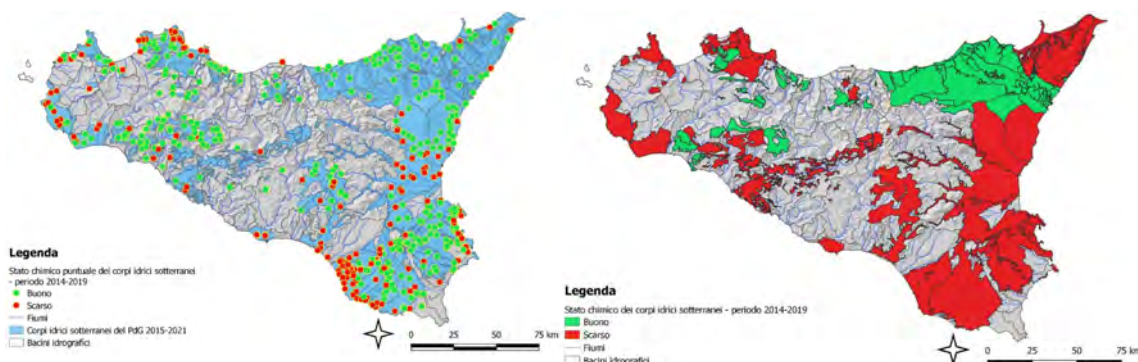 Legenda
Stato chimico puntuale dei corpi idrici sotterranei
- periodo 2014-2019
Buono
Scarso
Fiumi
Corpi idrici sotterranei del PdG 2015-2021
Bacini idrografici
0 25 50 75 km
Legenda
Stato chimico dei corpi idrici sotterranei - periodo 2014-2019
Buono
Scarso
Fiumi
Bacini idrografici
0 25 50 75 km